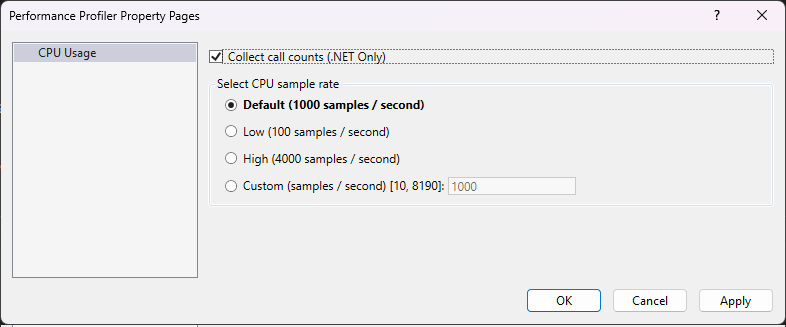 Performance Profiler Property Pages
?
CPU Usage
Collect call counts (.NET Only)
Select CPU sample rate
Default (1000 samples / second)
Low (100 samples / second)
High (4000 samples / second)
Custom (samples / second) [10, 8190]: 1000
OK Cancel Apply